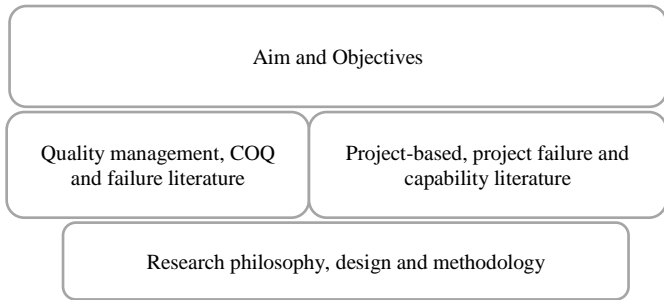 Aim and Objectives
Quality management, COQ
and failure literature
Project-based, project failure and
capability literature
Research philosophy, design and methodology